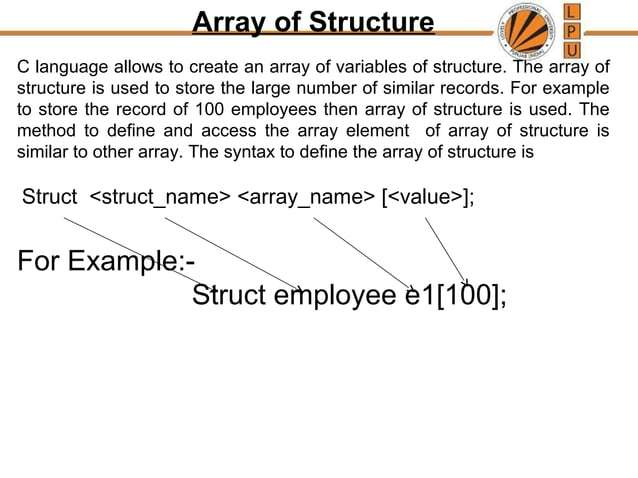 Array of Structure
L
P
U
C language allows to create an array of variables of structure. The array of
structure is used to store the large number of similar records. For example
to store the record of 100 employees then array of structure is used. The
method to define and access the array element of array of structure is
similar to other array. The syntax to define the array of structure is
Struct <struct_name> <array_name> [<value>];
For Example:-
Struct employee e1[100];